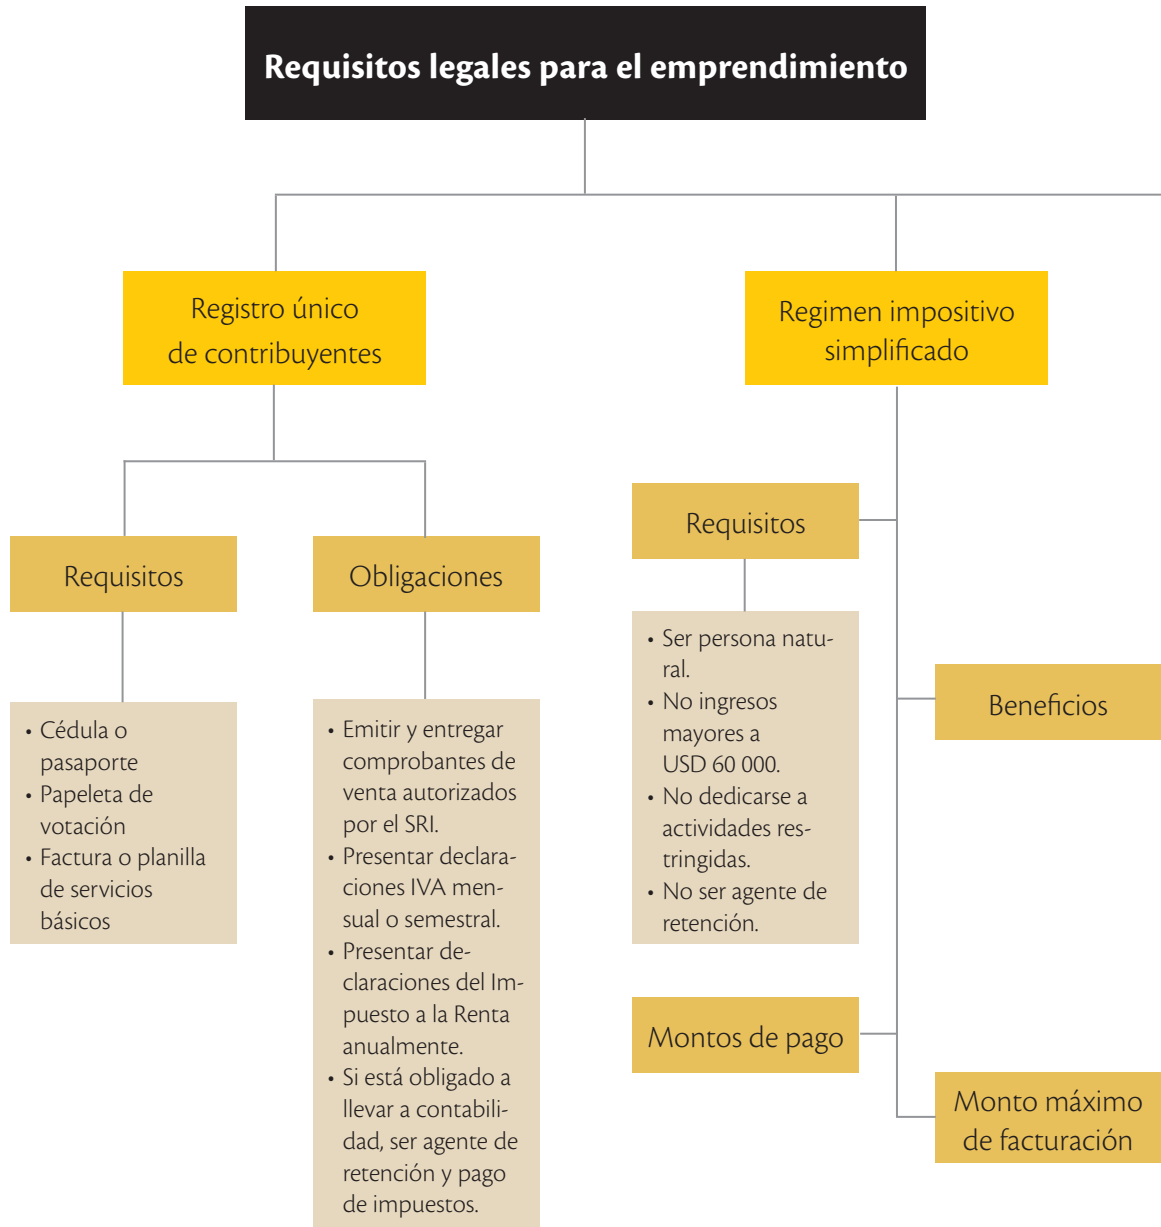 Requisitos legales para el emprendimiento
Registro único
de contribuyentes
Requisitos
• Cédula o
pasaporte
• Papeleta de
votación
• Factura o planilla
de servicios
básicos
Obligaciones
• Emitir y entregar
comprobantes de
venta autorizados
por el SRI.
• Presentar declara-
ciones IVA men-
sual o semestral.
• Presentar de-
claraciones del Im-
puesto a la Renta
anualmente.
• Si está obligado a
llevar a contabili-
dad, ser agente de
retención y pago
de impuestos.
Regimen impositivo
simplificado
Requisitos
• Ser persona natu-
ral.
• No ingresos
mayores a
USD 60 000.
• No dedicarse a
actividades res-
tringidas.
• No ser agente de
retención.
Beneficios
Montos de pago
Monto máximo
de facturación